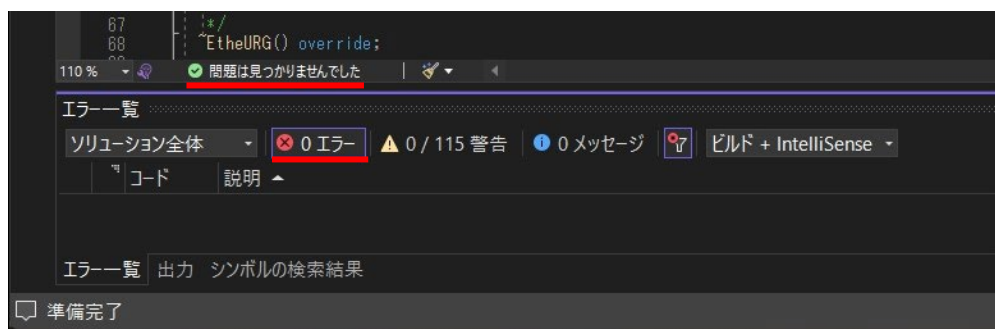 67 */
68 ~EtheURG() override;
110 % 問題は見つかりませんでした
エラー一覧
ソリューション全体 0 エラー 0 / 115 警告 0 メッセージ ビルド + IntelliSense
コード 説明
エラー一覧 出力 シンボルの検索結果
準備完了